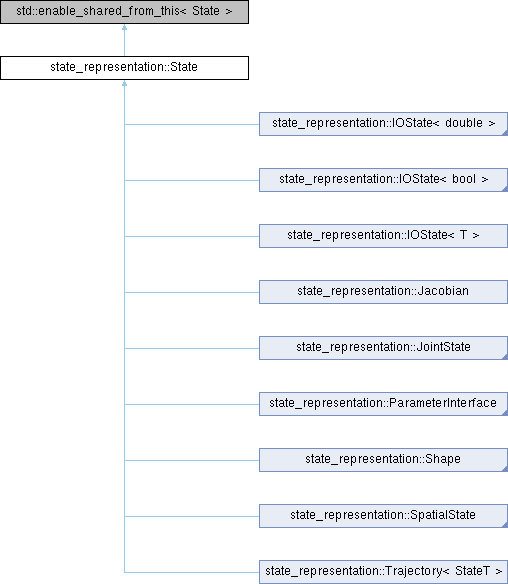 std::enable_shared_from_this< State >
state_representation::State
state_representation::IOState< double >
state_representation::IOState< bool >
state_representation::IOState< T >
state_representation::Jacobian
state_representation::JointState
state_representation::ParameterInterface
state_representation::Shape
state_representation::SpatialState
state_representation::Trajectory< StateT >